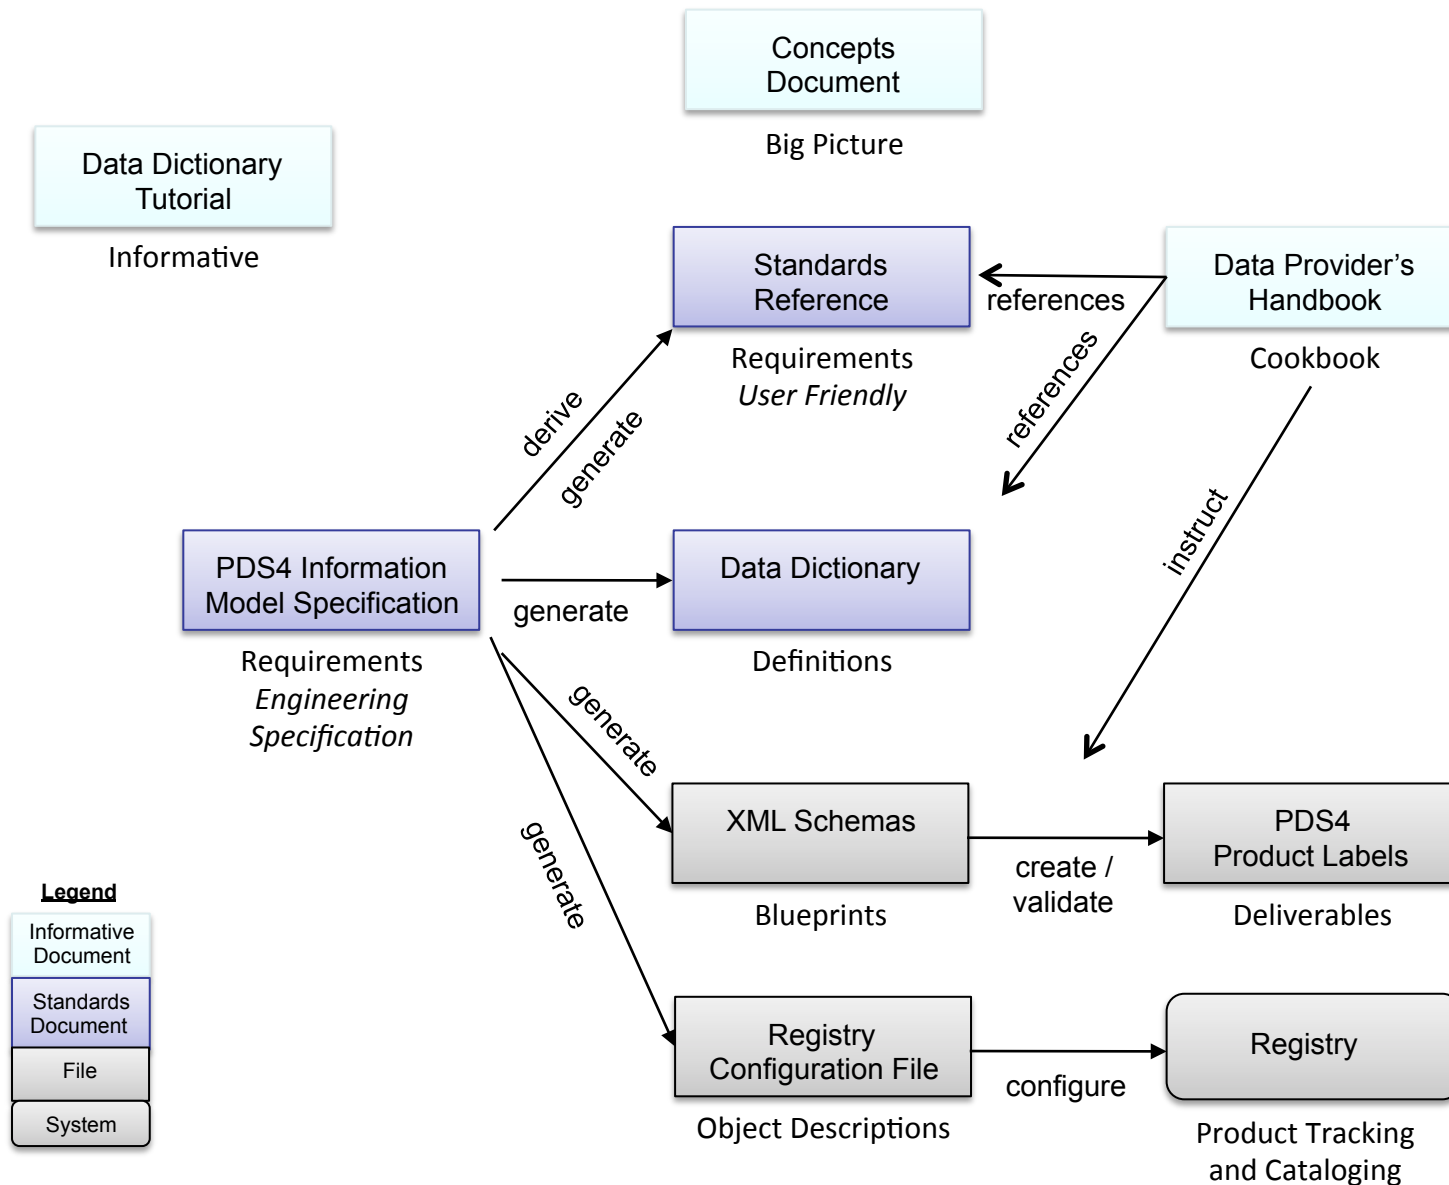 Concepts
Document
Big Picture
Data Dictionary
Tutorial
Informative
Standards
Reference
Requirements
User Friendly
references
references
Data Provider’s
Handbook
Cookbook
derive
generate
instruct
PDS4 Information
Model Specification
Requirements
Engineering
Specification
generate
Data Dictionary
Definitions
generate
generate
XML Schemas
Blueprints
create /
validate
PDS4
Product Labels
Deliverables
Registry
Configuration File
Object Descriptions
configure
Registry
Product Tracking
and Cataloging
Legend
Informative
Document
Standards
Document
File
System